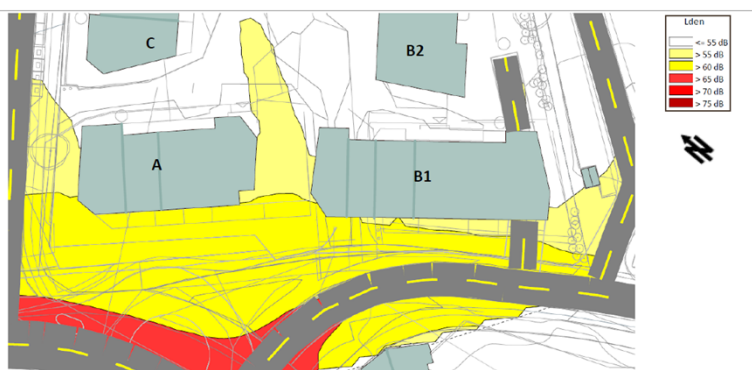 C
B2
A
B1
Lden
<= 55 dB
> 55 dB
> 60 dB
> 65 dB
> 70 dB
> 75 dB
N